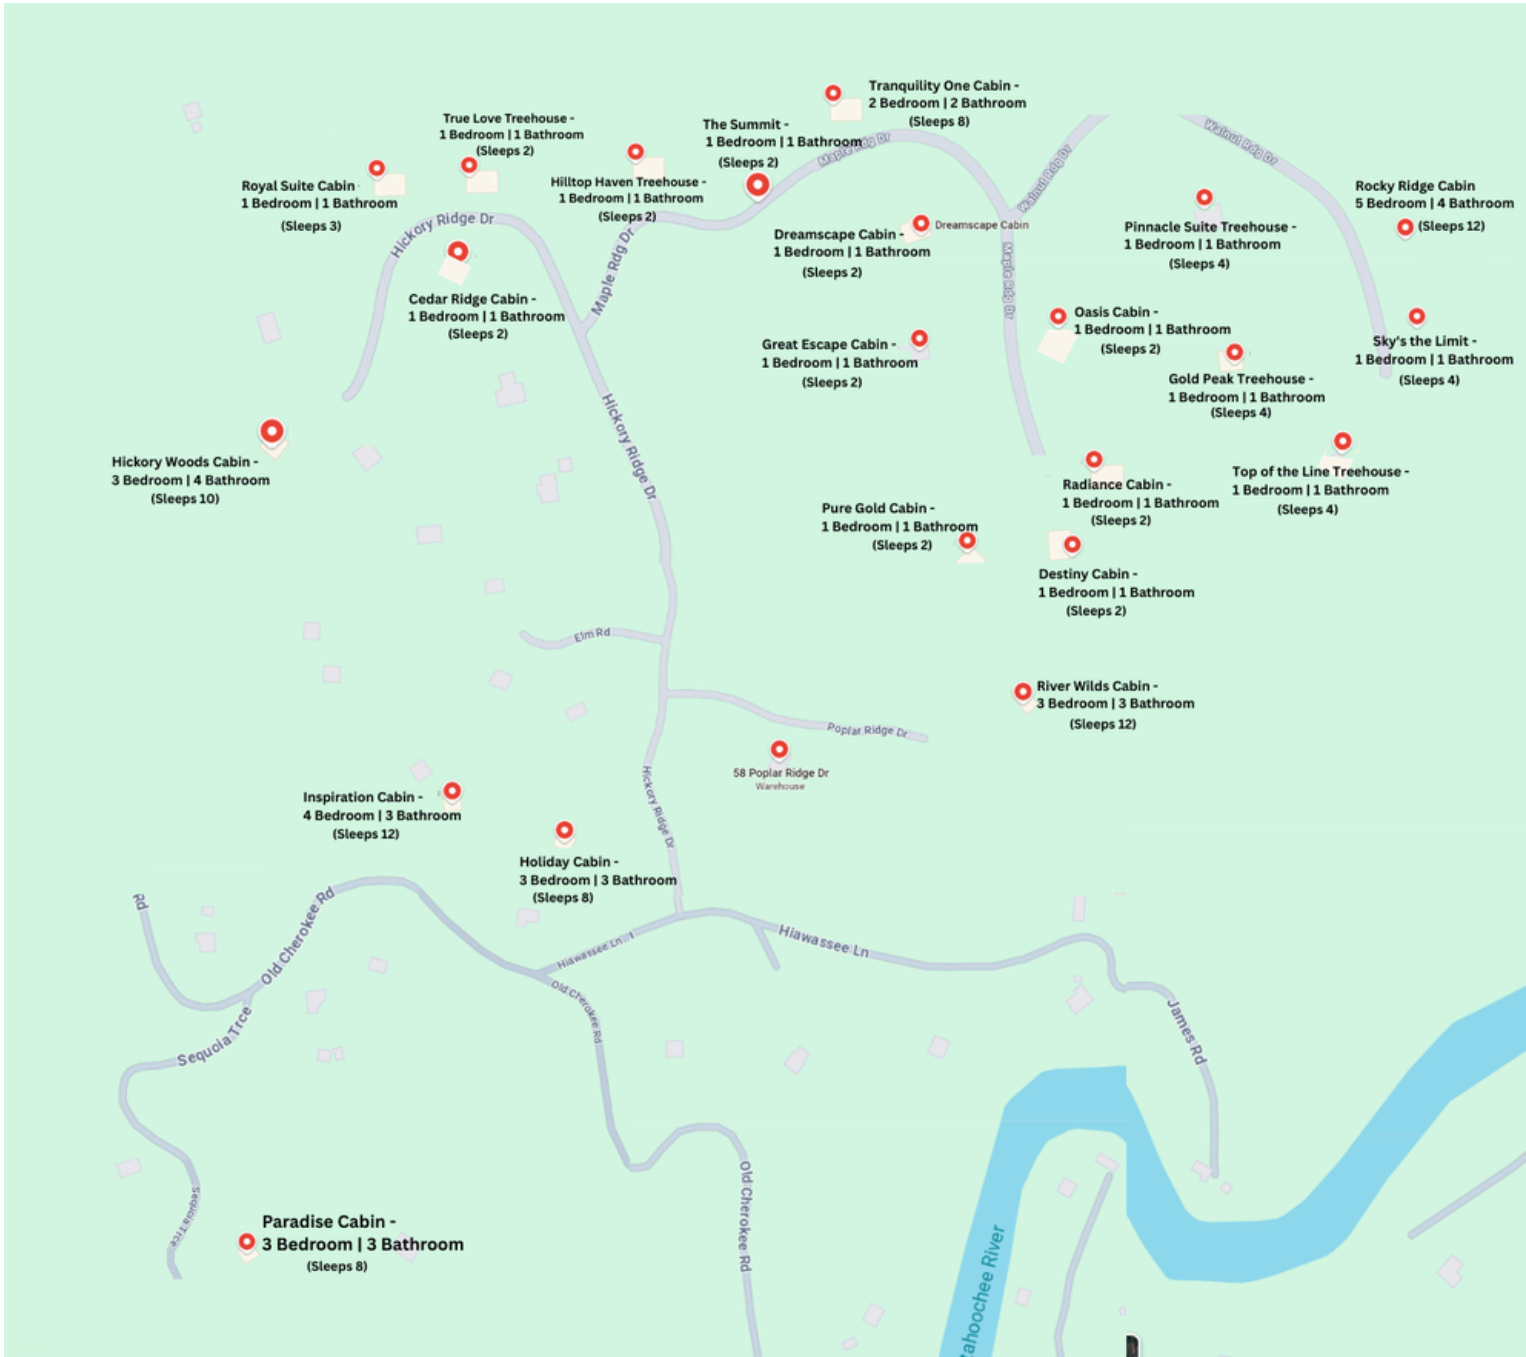 Tranquility One Cabin -
2 Bedroom | 2 Bathroom
(Sleeps 8)
True Love Treehouse -
1 Bedroom | 1 Bathroom
(Sleeps 2)
The Summit -
1 Bedroom | 1 Bathroom
(Sleeps 2)
Maple Rdg Dr
Walnut Rdg Dr
Walnut Rdg Dr
Royal Suite Cabin
1 Bedroom | 1 Bathroom
(Sleeps 3)
Hilltop Haven Treehouse -
1 Bedroom | 1 Bathroom
(Sleeps 2)
Rocky Ridge Cabin
5 Bedroom | 4 Bathroom
(Sleeps 12)
Hickory Ridge Dr
Maple Rdg Dr
Dreamscape Cabin -
1 Bedroom | 1 Bathroom
(Sleeps 2)
Dreamscape Cabin
Pinnacle Suite Treehouse -
1 Bedroom | 1 Bathroom
(Sleeps 4)
Maple Rdg Dr
Cedar Ridge Cabin -
1 Bedroom | 1 Bathroom
(Sleeps 2)
Oasis Cabin -
1 Bedroom | 1 Bathroom
(Sleeps 2)
Great Escape Cabin -
1 Bedroom | 1 Bathroom
(Sleeps 2)
Sky's the Limit -
1 Bedroom | 1 Bathroom
(Sleeps 4)
Gold Peak Treehouse -
1 Bedroom | 1 Bathroom
(Sleeps 4)
Hickory Ridge Dr
Hickory Woods Cabin -
3 Bedroom | 4 Bathroom
(Sleeps 10)
Top of the Line Treehouse -
1 Bedroom | 1 Bathroom
(Sleeps 4)
Radiance Cabin -
1 Bedroom | 1 Bathroom
(Sleeps 2)
Pure Gold Cabin -
1 Bedroom | 1 Bathroom
(Sleeps 2)
Destiny Cabin -
1 Bedroom | 1 Bathroom
(Sleeps 2)
Elm Rd
River Wilds Cabin -
3 Bedroom | 3 Bathroom
(Sleeps 12)
Poplar Ridge Dr
58 Poplar Ridge Dr
Warehouse
Hickory Ridge Dr
Inspiration Cabin -
4 Bedroom | 3 Bathroom
(Sleeps 12)
Holiday Cabin -
3 Bedroom | 3 Bathroom
(Sleeps 8)
Rd
Old Cherokee Rd
Hiawassee Ln
Hiawassee Ln
Old Cherokee Rd
Sequoia Trce
James Rd
Old Cherokee Rd
Sequoia Trce
Paradise Cabin -
3 Bedroom | 3 Bathroom
(Sleeps 8)
tahoochee River